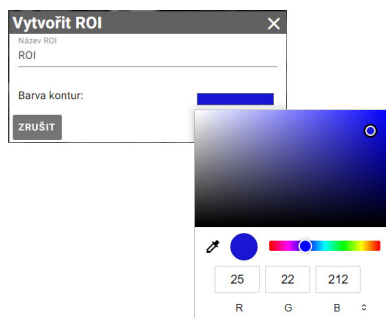 Vytvořit ROI
Název ROI
ROI
Barva kontur:
ZRUŠIT
25 22 212
R G B